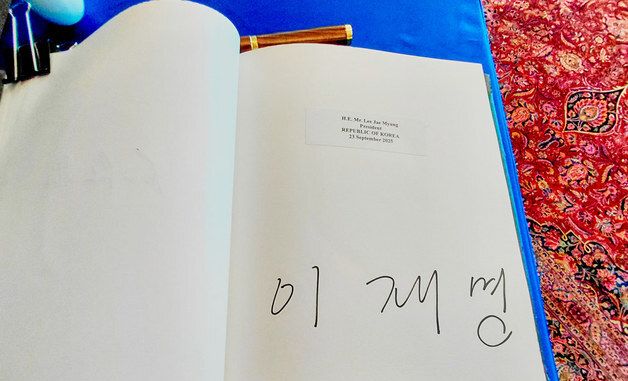 H.E. Mr. Lee Jae Myung
President
REPUBLIC OF KOREA
23 September 2025
이 재 명